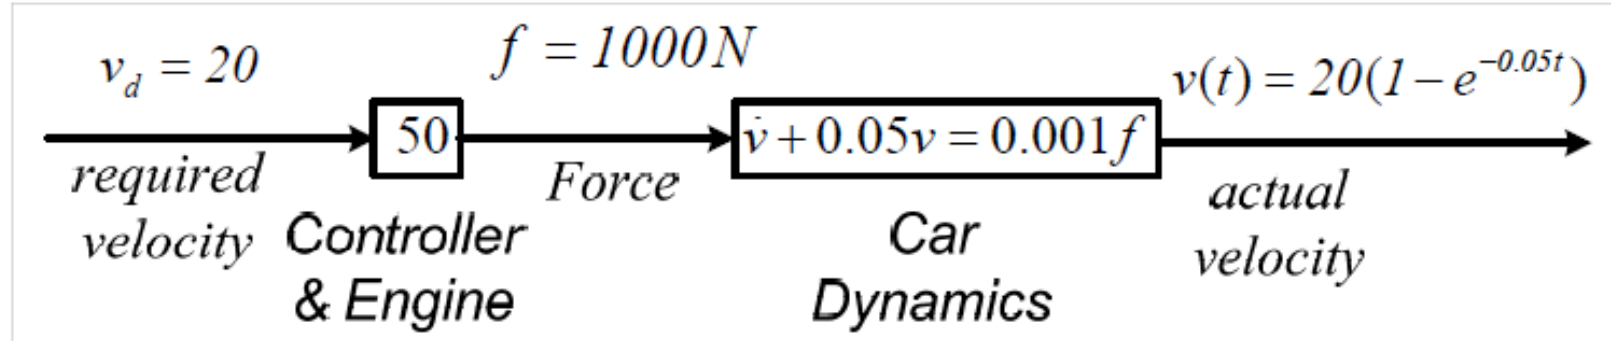 v_d = 20
f = 1000N
v(t) = 20(1 − e^{−0.05t})
50
v̇ + 0.05v = 0.001f
required
velocity
Force
actual
velocity
Controller
& Engine
Car
Dynamics